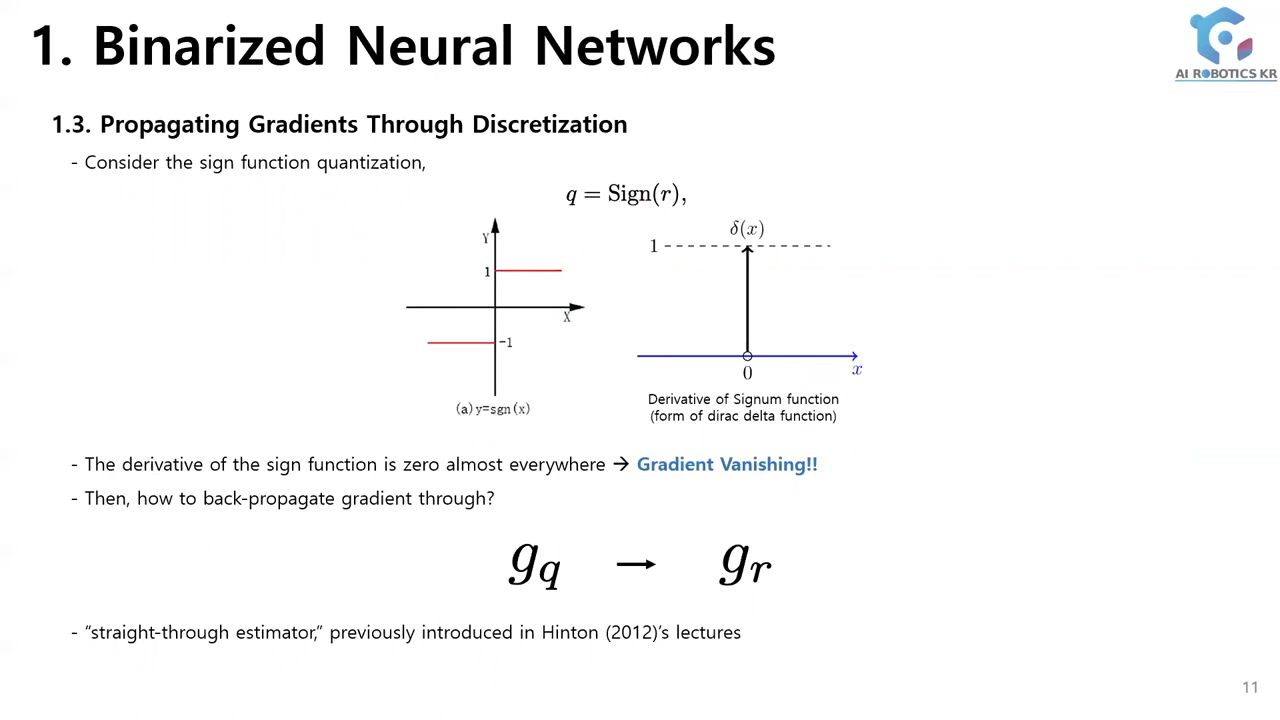 1. Binarized Neural Networks
AI ROBOTICS KR
1.3. Propagating Gradients Through Discretization
- Consider the sign function quantization,
q = Sign(r),
Y
1
X
-1
(a)y=sgn(x)
δ(x)
1
0
x
Derivative of Signum function
(form of dirac delta function)
- The derivative of the sign function is zero almost everywhere → Gradient Vanishing!!
- Then, how to back-propagate gradient through?
g_q → g_r
- “straight-through estimator,” previously introduced in Hinton (2012)’s lectures
11